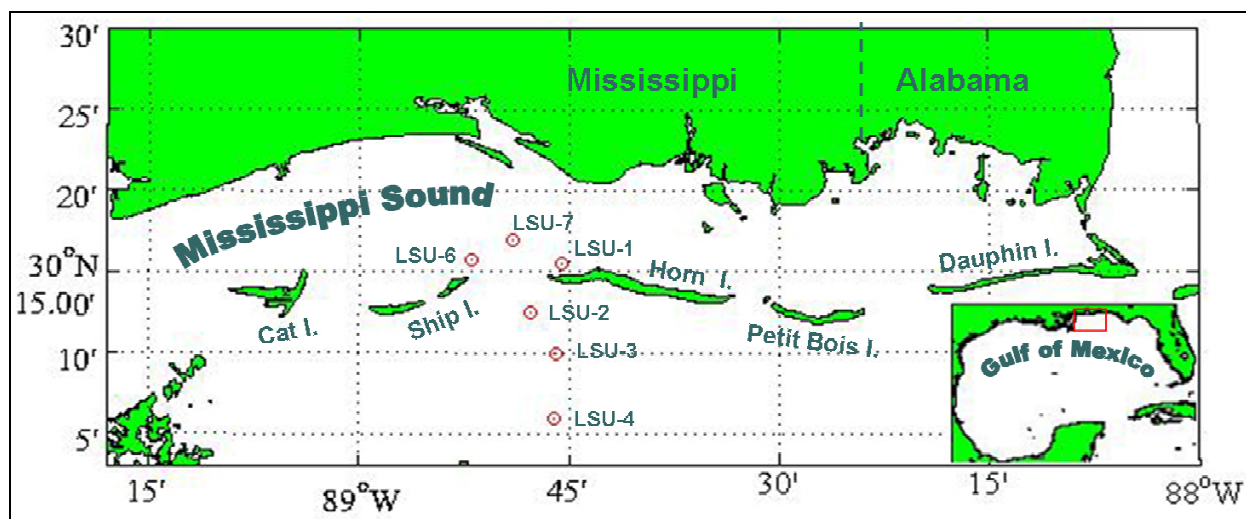 30'
Mississippi
Alabama
25'
20'
Mississippi Sound
LSU-7
LSU-6
LSU-1
30°N
15.00'
Horn I.
Dauphin I.
Cat I.
Ship I.
LSU-2
Petit Bois I.
10'
LSU-3
Gulf of Mexico
LSU-4
5'
15'
89°W
45'
30'
15'
88°W